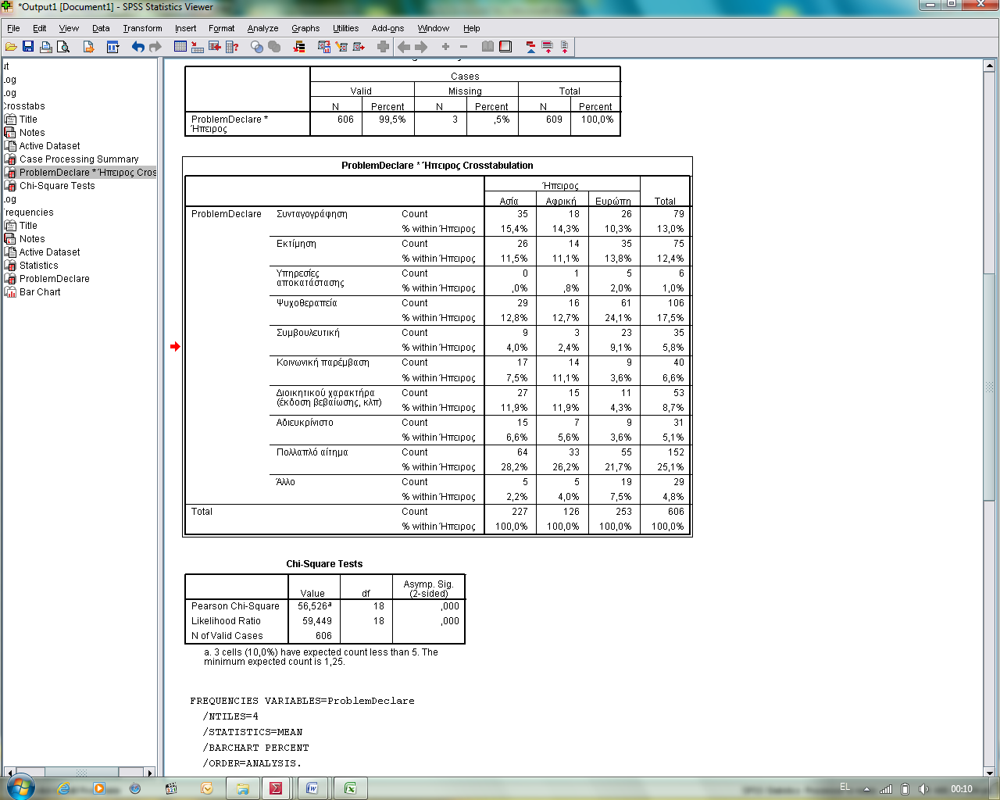 *Output1 [Document1] - SPSS Statistics Viewer
File Edit View Data Transform Insert Format Analyze Graphs Utilities Add-ons Window Help
ut
.og
.og
Crosstabs
Title
Notes
Active Dataset
Case Processing Summary
ProblemDeclare * Ήπειρος Cros
Chi-Square Tests
.og
requencies
Title
Notes
Active Dataset
Statistics
ProblemDeclare
Bar Chart
Cases
Valid Missing Total
N Percent N Percent N Percent
ProblemDeclare * 606 99,5% 3 ,5% 609 100,0%
Ήπειρος
ProblemDeclare * Ήπειρος Crosstabulation
Ήπειρος
Ασία Αφρική Ευρώπη Total
ProblemDeclare Συνταγογράφηση Count 35 18 26 79
% within Ήπειρος 15,4% 14,3% 10,3% 13,0%
Εκτίμηση Count 26 14 35 75
% within Ήπειρος 11,5% 11,1% 13,8% 12,4%
Υπηρεσίες Count 0 1 5 6
αποκατάστασης
% within Ήπειρος ,0% ,8% 2,0% 1,0%
Ψυχοθεραπεία Count 29 16 61 106
% within Ήπειρος 12,8% 12,7% 24,1% 17,5%
Συμβουλευτική Count 9 3 23 35
% within Ήπειρος 4,0% 2,4% 9,1% 5,8%
Κοινωνική παρέμβαση Count 17 14 9 40
% within Ήπειρος 7,5% 11,1% 3,6% 6,6%
Διοικητικού χαρακτήρα Count 27 15 11 53
(έκδοση βεβαίωσης, κλπ)
% within Ήπειρος 11,9% 11,9% 4,3% 8,7%
Αδιευκρίνιστο Count 15 7 9 31
% within Ήπειρος 6,6% 5,6% 3,6% 5,1%
Πολλαπλό αίτημα Count 64 33 55 152
% within Ήπειρος 28,2% 26,2% 21,7% 25,1%
Άλλο Count 5 5 19 29
% within Ήπειρος 2,2% 4,0% 7,5% 4,8%
Total Count 227 126 253 606
% within Ήπειρος 100,0% 100,0% 100,0% 100,0%
Chi-Square Tests
Value df Asymp. Sig.
(2-sided)
Pearson Chi-Square 56,526a 18 ,000
Likelihood Ratio 59,449 18 ,000
N of Valid Cases 606
a. 3 cells (10,0%) have expected count less than 5. The
minimum expected count is 1,25.
FREQUENCIES VARIABLES=ProblemDeclare
/NTILES=4
/STATISTICS=MEAN
/BARCHART PERCENT
/ORDER=ANALYSIS.
EL 00:10